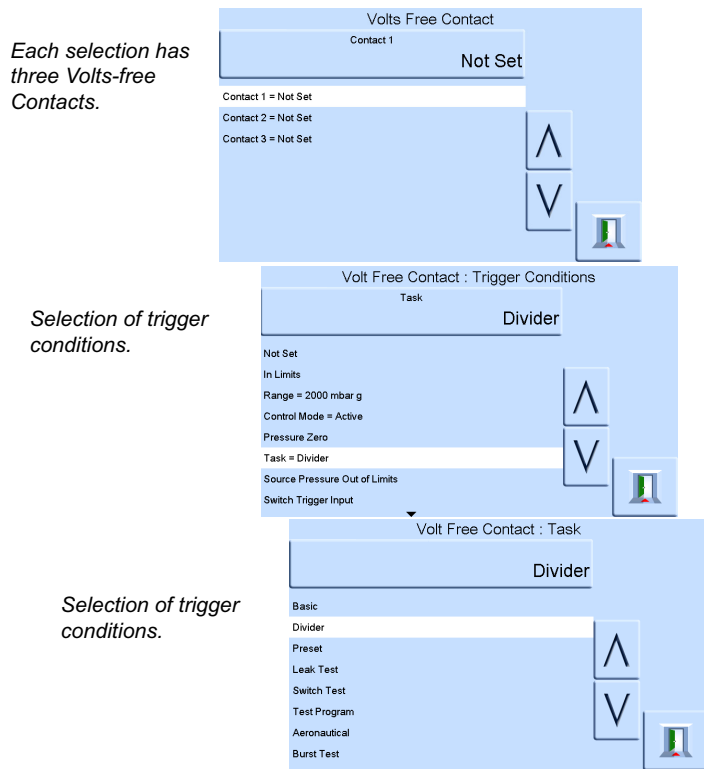 Each selection has
three Volts-free
Contacts.
Volts Free Contact
Contact 1
Not Set
Contact 1 = Not Set
Contact 2 = Not Set
Contact 3 = Not Set
Selection of trigger
conditions.
Volt Free Contact : Trigger Conditions
Task
Divider
Not Set
In Limits
Range = 2000 mbar g
Control Mode = Active
Pressure Zero
Task = Divider
Source Pressure Out of Limits
Switch Trigger Input
Selection of trigger
conditions.
Volt Free Contact : Task
Divider
Basic
Divider
Preset
Leak Test
Switch Test
Test Program
Aeronautical
Burst Test